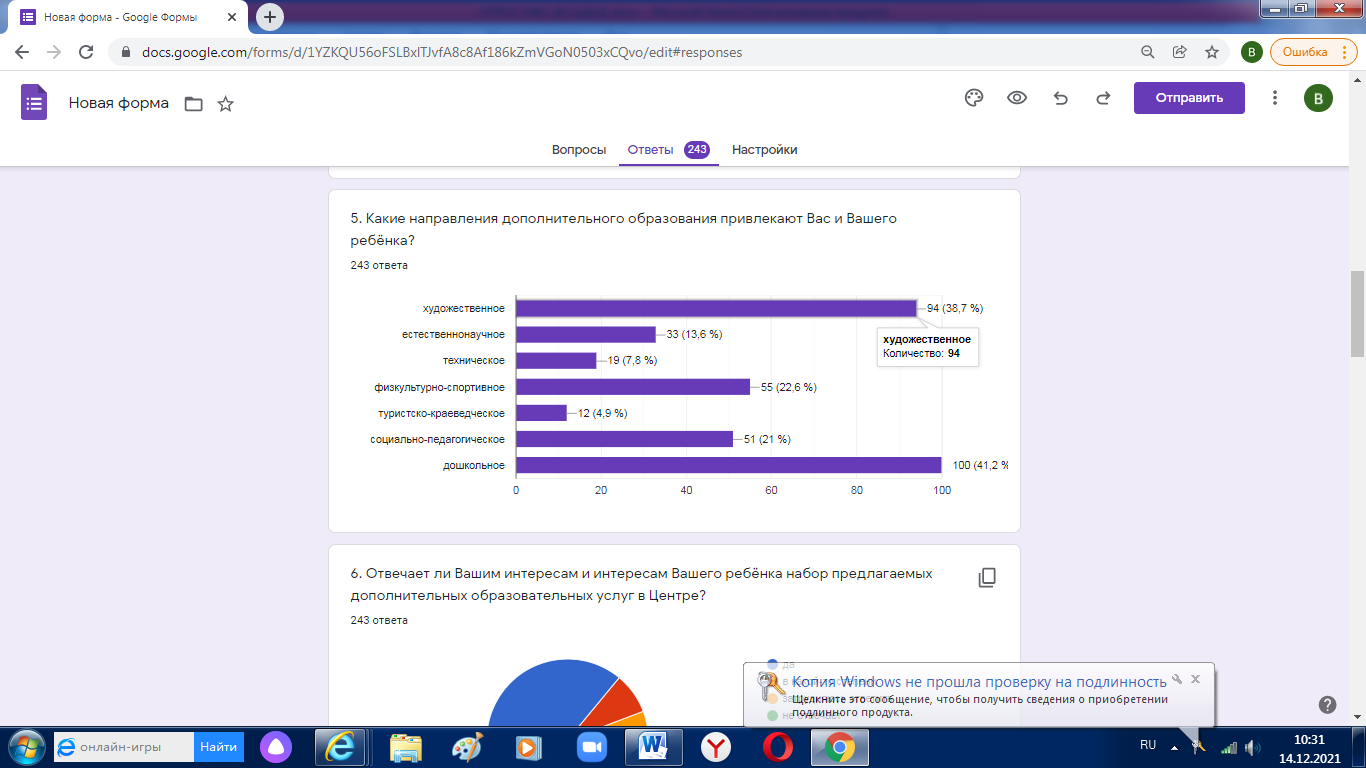 Новая форма - Google Формы
docs.google.com/forms/d/1YZKQU56oFSLBxITJvfA8c8Af186kZmVGoN0503xCQvo/edit#responses
B
Ошибка
Новая форма
Отправить
B
Вопросы
Ответы 243
Настройки
5. Какие направления дополнительного образования привлекают Вас и Вашего
ребёнка?
243 ответа
художественное 94 (38,7 %)
естественнонаучное 33 (13,6 %)
художественное
Количество: 94
техническое 19 (7,8 %)
физкультурно-спортивное 55 (22,6 %)
туристско-краеведческое 12 (4,9 %)
социально-педагогическое 51 (21 %)
дошкольное 100 (41,2 %
0 20 40 60 80 100
6. Отвечает ли Вашим интересам и интересам Вашего ребёнка набор предлагаемых
дополнительных образовательных услуг в Центре?
243 ответа
да
Копия Windows не прошла проверку на подлинность
Щелкните это сообщение, чтобы получить сведения о приобретении
подлинного продукта.
онлайн-игры
Найти
RU
10:31
14.12.2021